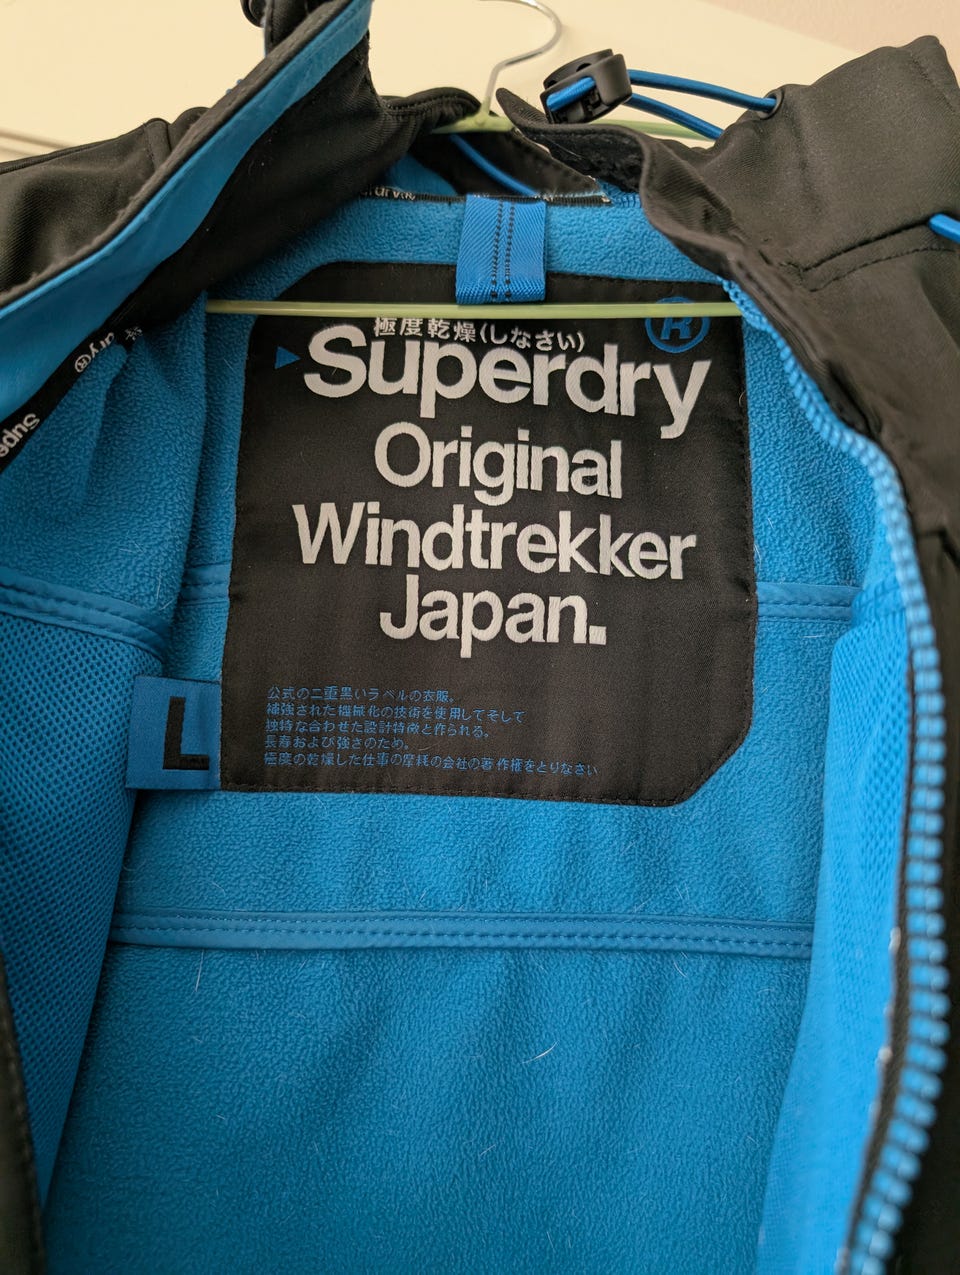 極度乾燥(しなさい)
®
Superdry
Original
Windtrekker
Japan.
公式の二重黒いラベルの衣服。
補強された機械化の技術を使用してそして
独特な合わせた設計特徴と作られる。
長寿および強さのため。
極度の乾燥した仕事の摩耗の会社の著作権をとりなさい
L
dry®
Supe